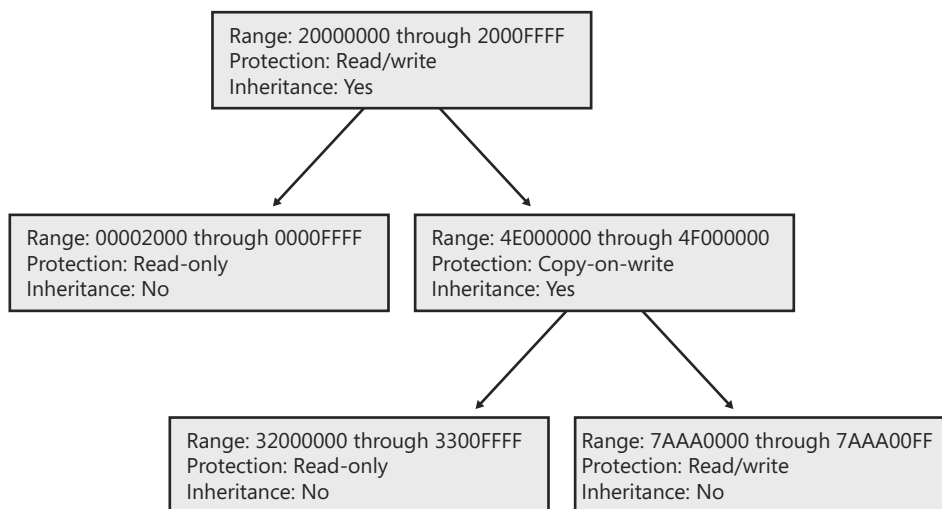 Range: 20000000 through 2000FFFF
Protection: Read/write
Inheritance: Yes
Range: 00002000 through 0000FFFF
Protection: Read-only
Inheritance: No
Range: 4E000000 through 4F000000
Protection: Copy-on-write
Inheritance: Yes
Range: 32000000 through 3300FFFF
Protection: Read-only
Inheritance: No
Range: 7AAA0000 through 7AAA00FF
Protection: Read/write
Inheritance: No